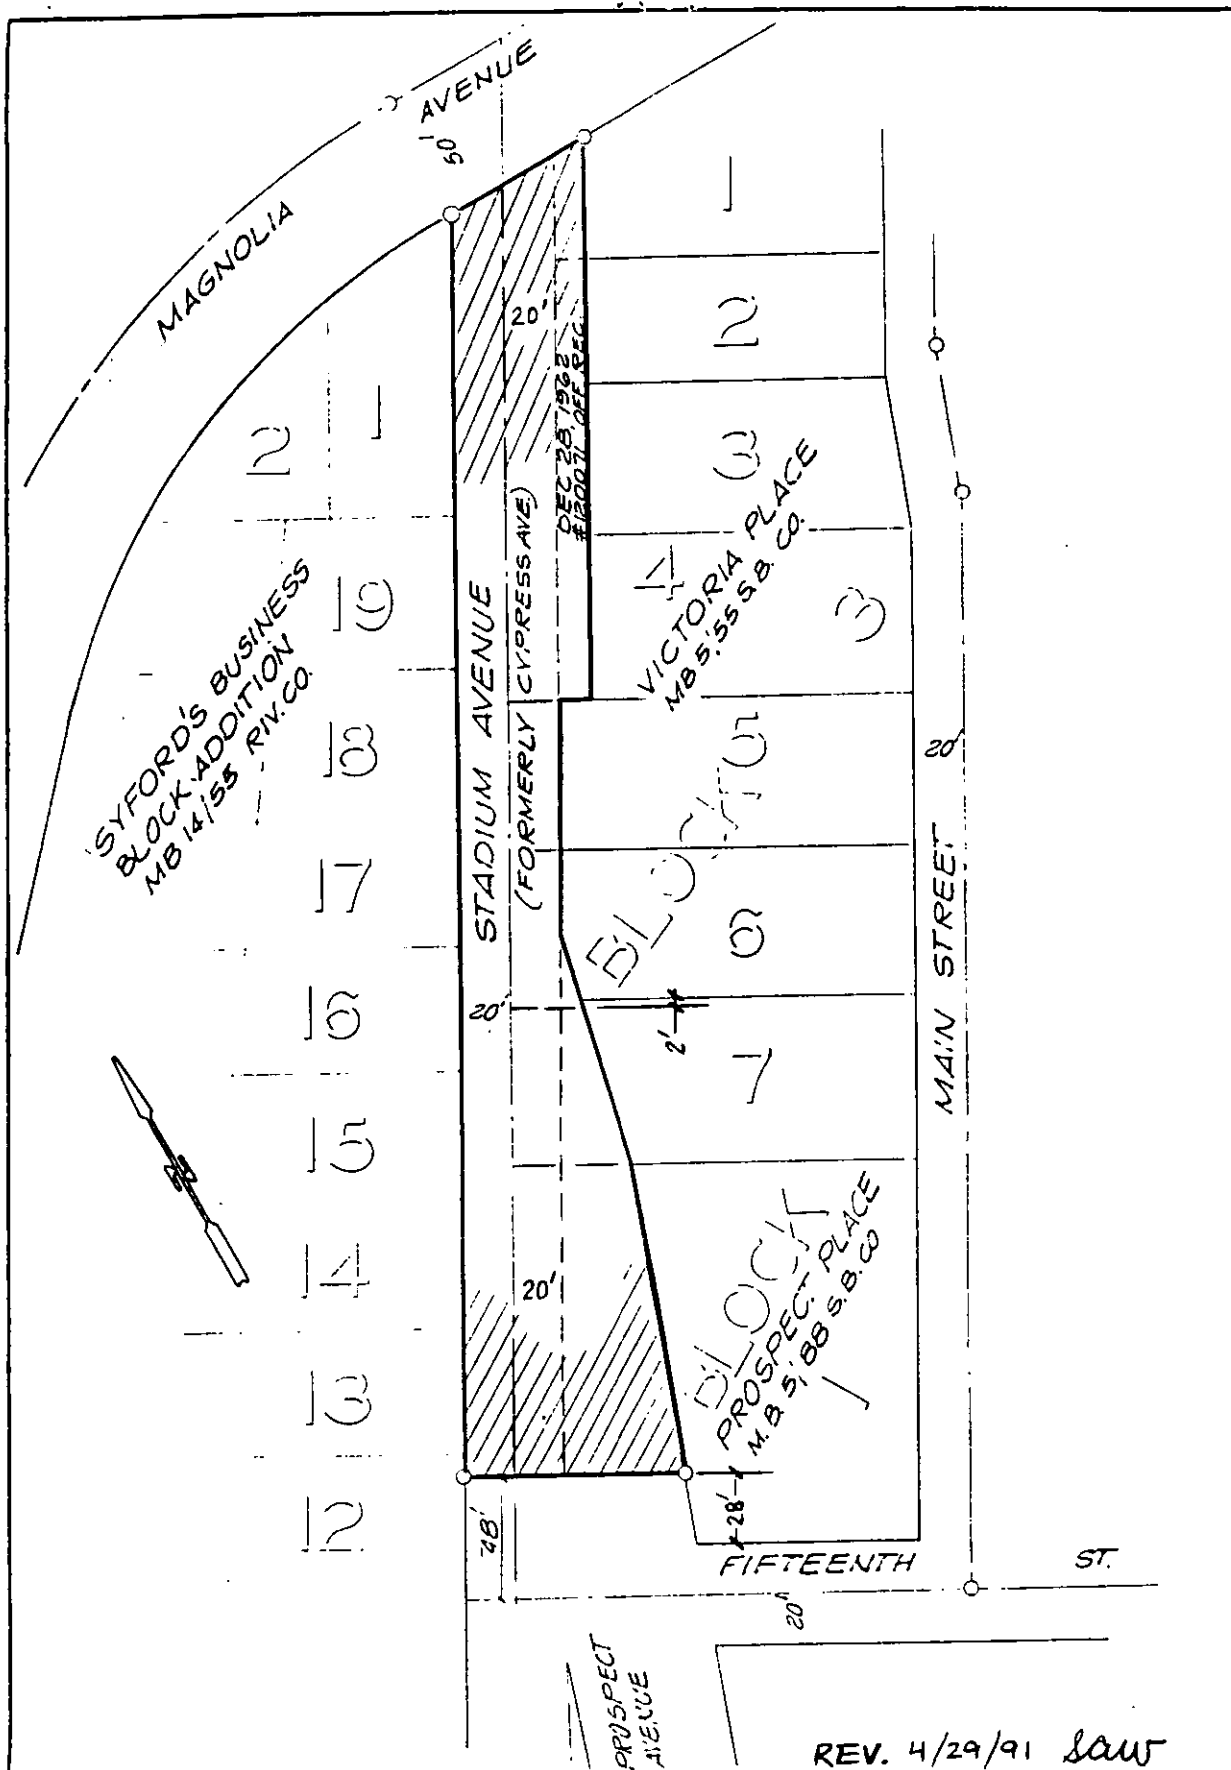 AVENUE
50'
MAGNOLIA
1
20'
2
DEC 28, 1962
#120071 OFF. REC.
1
2
3
VICTORIA PLACE
MB 5/55 S.B. CO.
4
3
SYFORD'S BUSINESS
BLOCK ADDITION
MB 14/55 RIV. CO.
19
STADIUM AVENUE
(FORMERLY CYPRESS AVE.)
18
5
20'
17
BLOCK
6
MAIN STREET
16
20'
2'
7
15
14
20'
BLOCK
1
PROSPECT PLACE
M.B. 5/88 S.B. CO
13
12
48'
28'
FIFTEENTH ST.
20'
PROSPECT
AVENUE
N
REV. 4/29/91 SAW